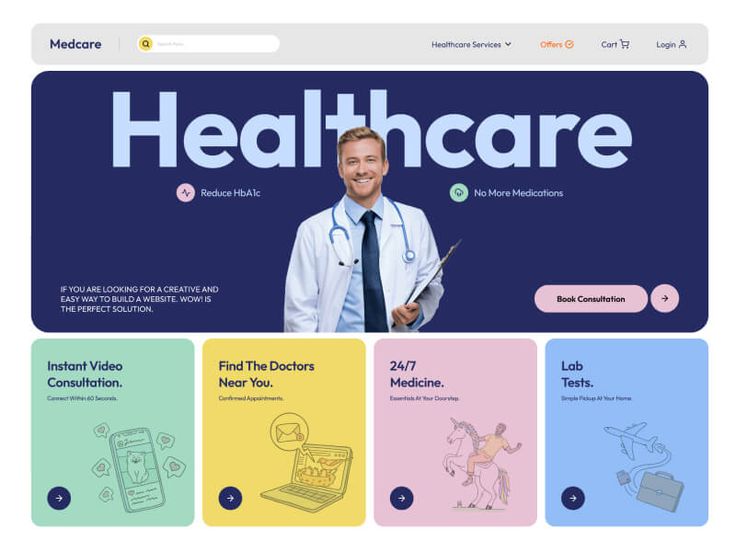 Medcare
Healthcare Services
Offers
Cart
Login
Healthcare
Reduce HbA1c
No More Medications
IF YOU ARE LOOKING FOR A CREATIVE AND
EASY WAY TO BUILD A WEBSITE. WOW! IS
THE PERFECT SOLUTION.
Book Consultation
Instant Video
Consultation.
Connect Within 60 Seconds.
Find The Doctors
Near You.
Confirmed Appointments.
24/7
Medicine.
Essentials At Your Doorstep.
Lab
Tests.
Simple Pickup At Your Home.